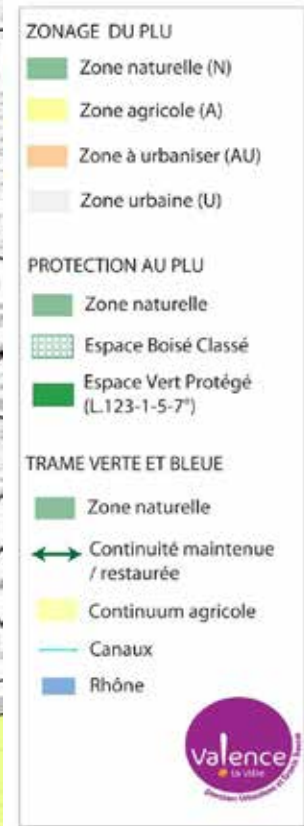 ZONAGE DU PLU
Zone naturelle (N)
Zone agricole (A)
Zone à urbaniser (AU)
Zone urbaine (U)
PROTECTION AU PLU
Zone naturelle
Espace Boisé Classé
Espace Vert Protégé
(L.123-1-5-7°)
TRAME VERTE ET BLEUE
Zone naturelle
Continuité maintenue
/ restaurée
Continuum agricole
Canaux
Rhône
Valence
la ville